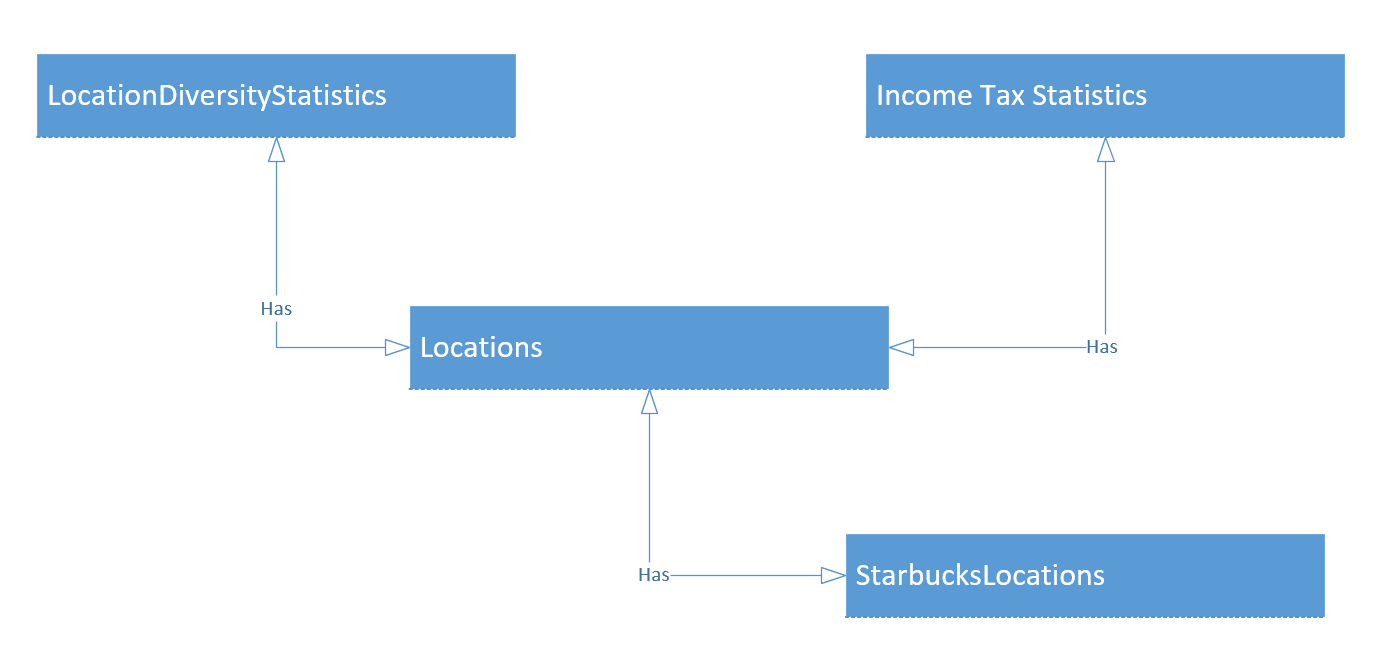 LocationDiversityStatistics
Income Tax Statistics
Has
Locations
Has
Has
StarbucksLocations